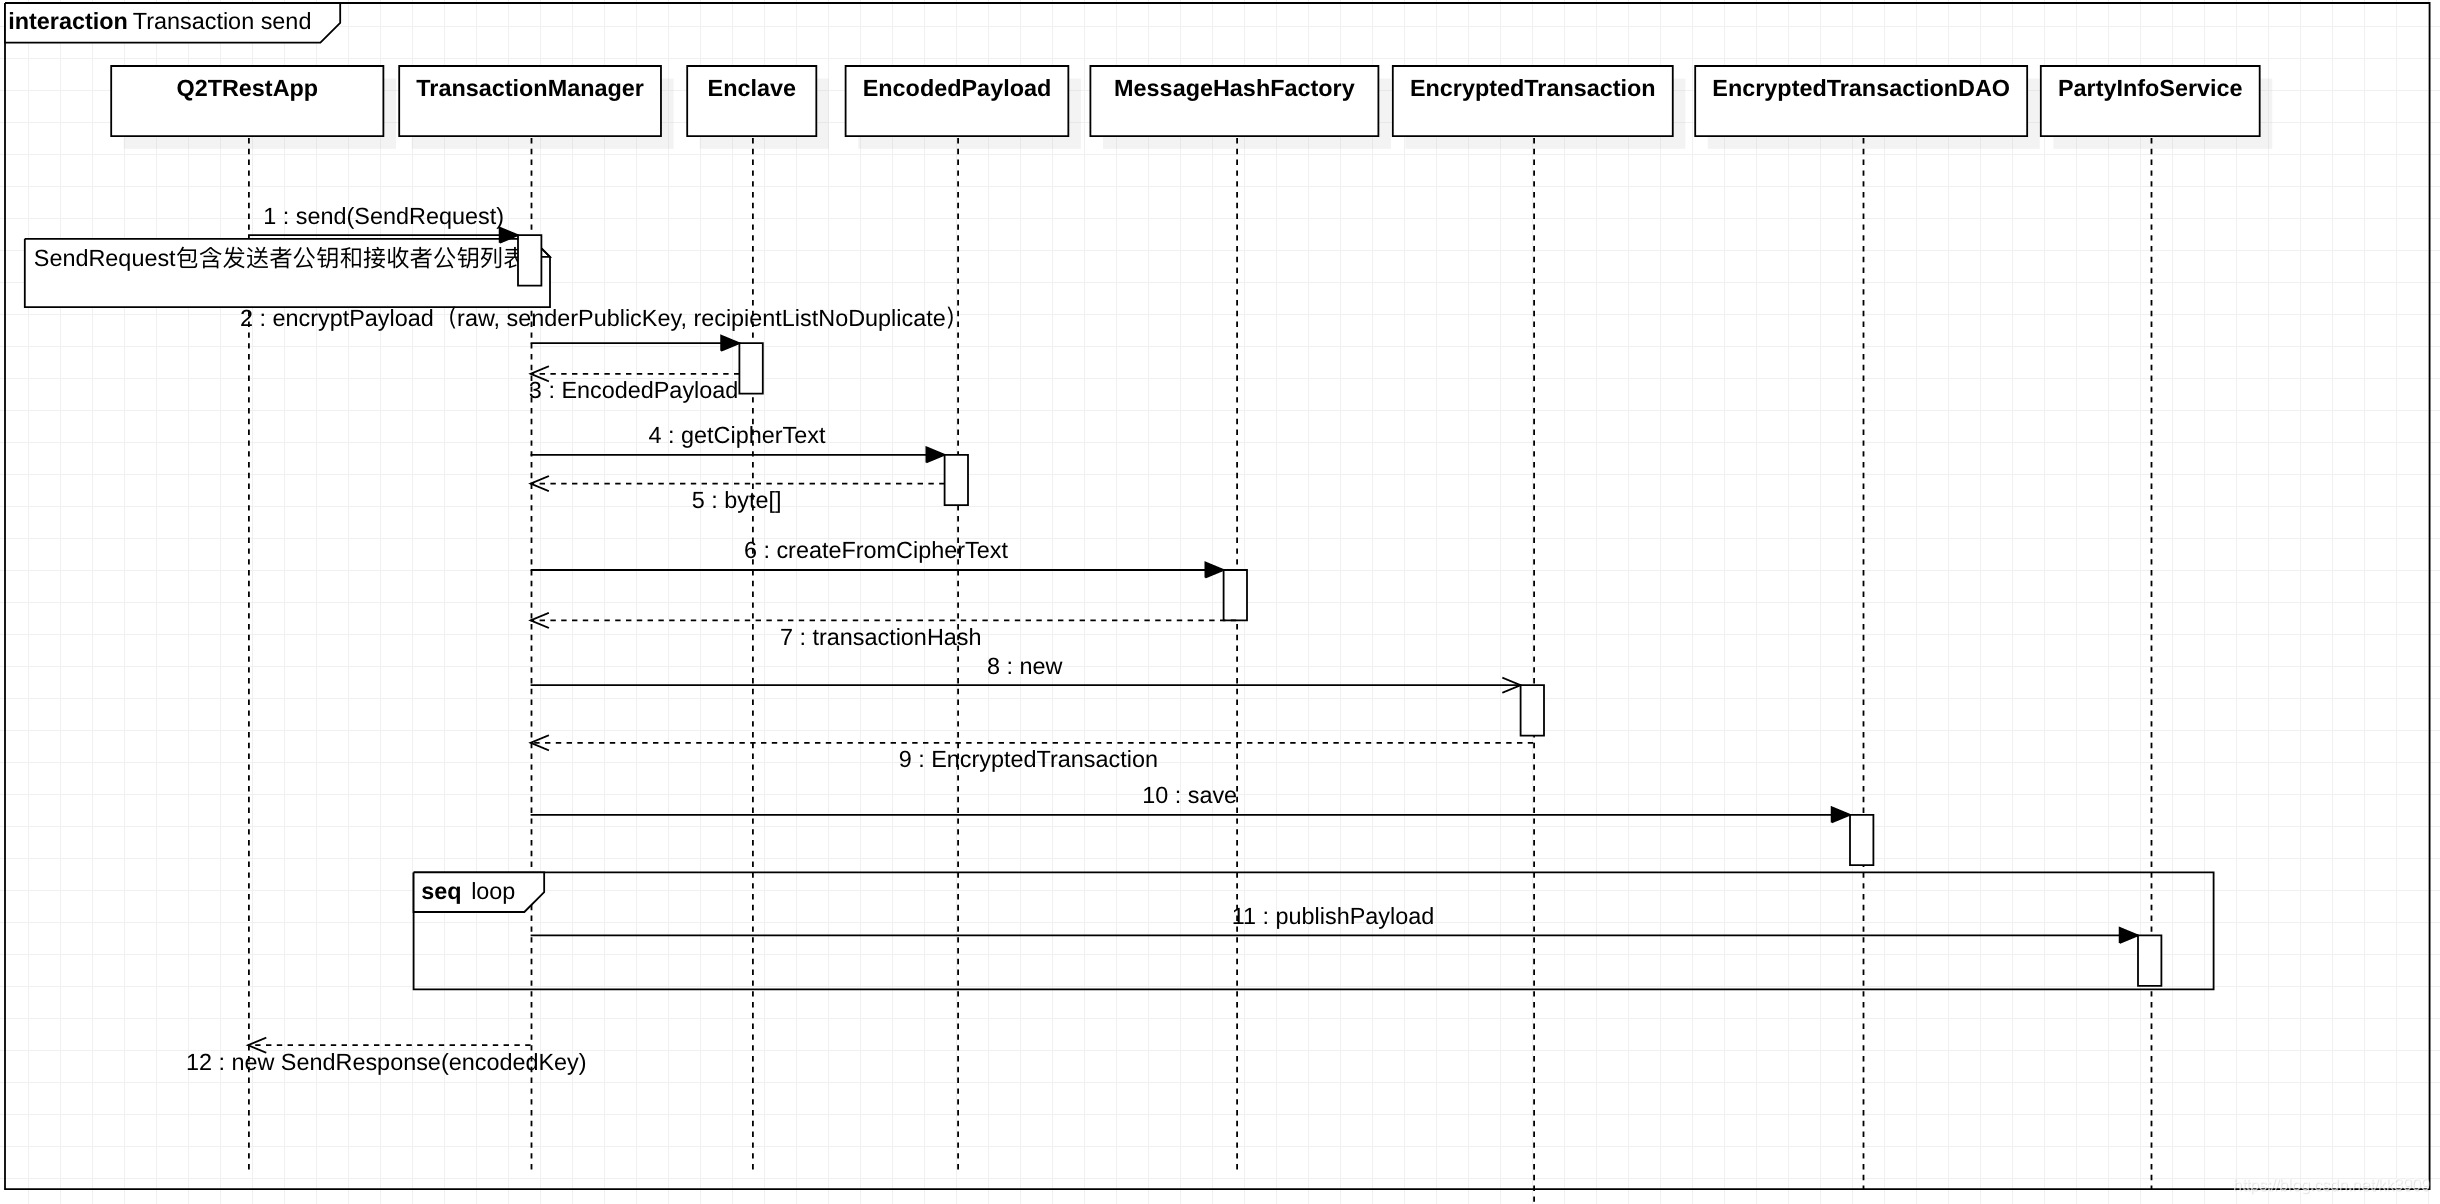 interaction Transaction send
Q2TRestApp
TransactionManager
Enclave
EncodedPayload
MessageHashFactory
EncryptedTransaction
EncryptedTransactionDAO
PartyInfoService
1 : send(SendRequest)
SendRequest包含发送者公钥和接收者公钥列表
2 : encryptPayload（raw, senderPublicKey, recipientListNoDuplicate）
3 : EncodedPayload
4 : getCipherText
5 : byte[]
6 : createFromCipherText
7 : transactionHash
8 : new
9 : EncryptedTransaction
10 : save
seq loop
11 : publishPayload
12 : new SendResponse(encodedKey)